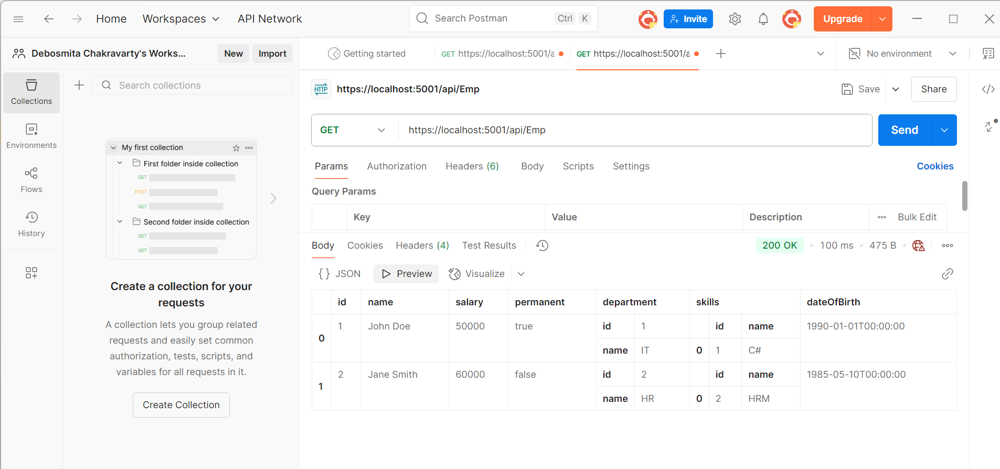 Home Workspaces API Network Search Postman Ctrl K Invite Upgrade
Debosmita Chakravarty's Works... New Import
Getting started GET https://localhost:5001/a GET https://localhost:5001/a No environment
Collections
Environments
Flows
History
Search collections
My first collection
First folder inside collection
GET
POST
GET
Second folder inside collection
GET
GET
Create a collection for your
requests
A collection lets you group related
requests and easily set common
authorization, tests, scripts, and
variables for all requests in it.
Create Collection
HTTP https://localhost:5001/api/Emp Save Share
GET https://localhost:5001/api/Emp Send
Params Authorization Headers (6) Body Scripts Settings Cookies
Query Params
Key Value Description Bulk Edit
Body Cookies Headers (4) Test Results 200 OK 100 ms 475 B
{} JSON Preview Visualize
id name salary permanent department skills dateOfBirth
0 1 John Doe 50000 true id 1 id name 1990-01-01T00:00:00
name IT 0 1 C#
1 2 Jane Smith 60000 false id 2 id name 1985-05-10T00:00:00
name HR 0 2 HRM